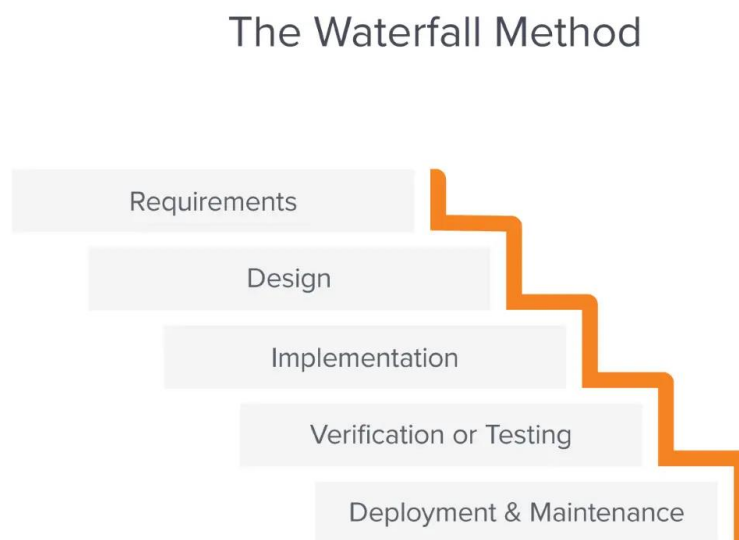 The Waterfall Method
Requirements
Design
Implementation
Verification or Testing
Deployment & Maintenance